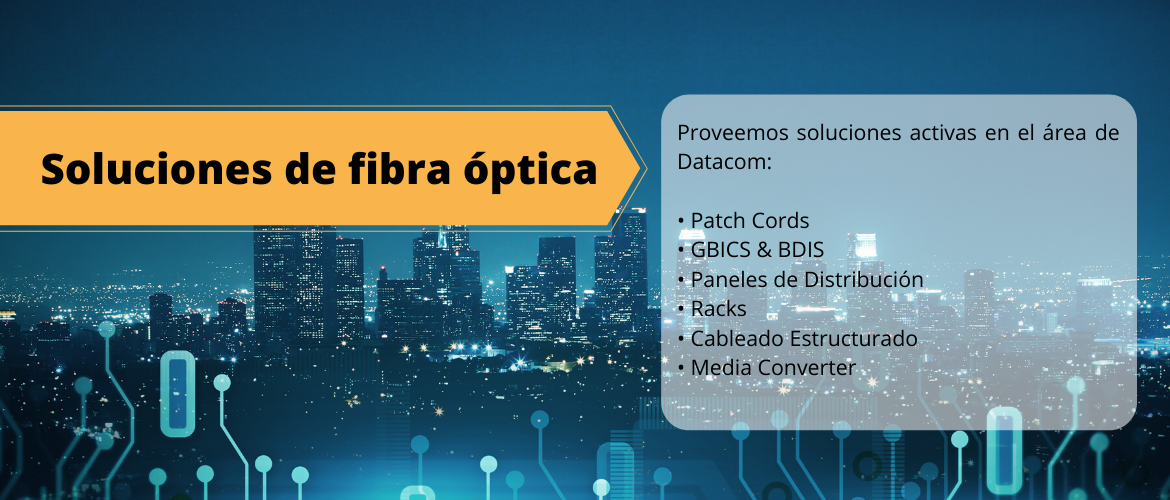 Soluciones de fibra óptica
Proveemos soluciones activas en el área de
Datacom:
• Patch Cords
• GBICS & BDIS
• Paneles de Distribución
• Racks
• Cableado Estructurado
• Media Converter